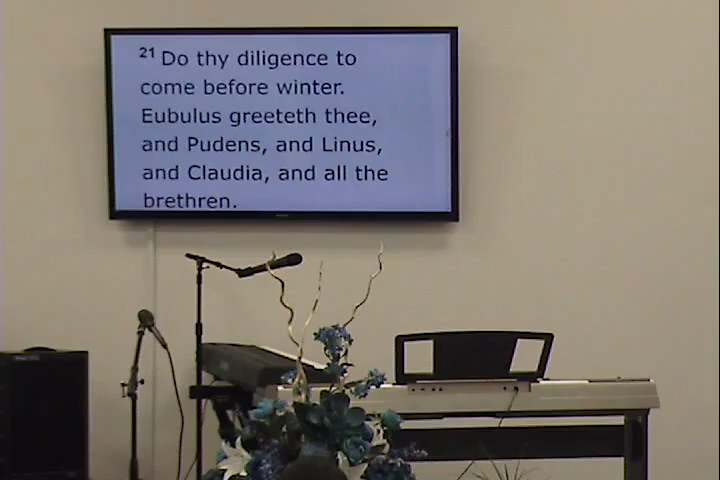 21 Do thy diligence to
come before winter.
Eubulus greeteth thee,
and Pudens, and Linus,
and Claudia, and all the
brethren.